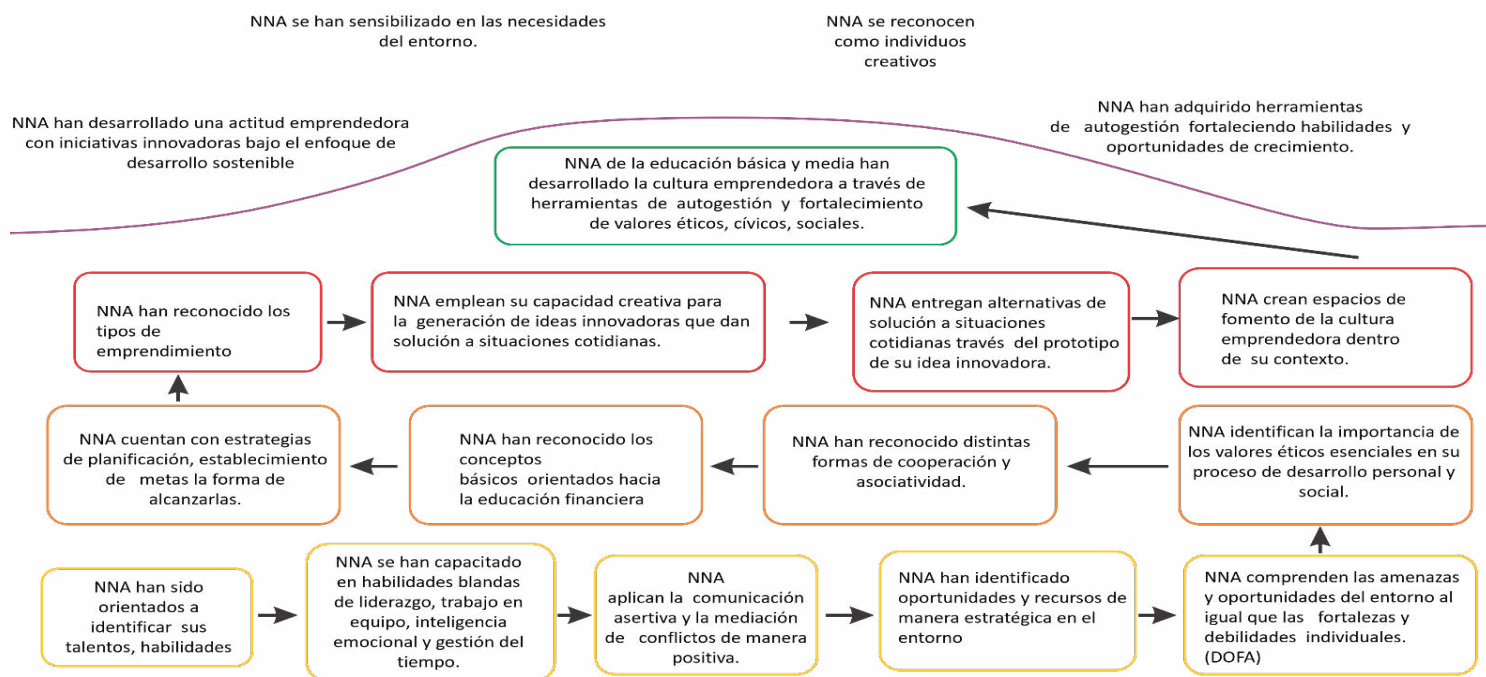 NNA se han sensibilizado en las necesidades
del entorno.
NNA se reconocen
como individuos
creativos
NNA han desarrollado una actitud emprendedora
con iniciativas innovadoras bajo el enfoque de
desarrollo sostenible
NNA han adquirido herramientas
de autogestión fortaleciendo habilidades y
oportunidades de crecimiento.
NNA de la educación básica y media han
desarrollado la cultura emprendedora a través de
herramientas de autogestión y fortalecimiento
de valores éticos, cívicos, sociales.
NNA han reconocido los
tipos de
emprendimiento
NNA emplean su capacidad creativa para
la generación de ideas innovadoras que dan
solución a situaciones cotidianas.
NNA entregan alternativas de
solución a situaciones
cotidianas través del prototipo
de su idea innovadora.
NNA crean espacios de
fomento de la cultura
emprendedora dentro
de su contexto.
NNA cuentan con estrategias
de planificación, establecimiento
de metas la forma de
alcanzarlas.
NNA han reconocido los
conceptos
básicos orientados hacia
la educación financiera
NNA han reconocido distintas
formas de cooperación y
asociatividad.
NNA identifican la importancia de
los valores éticos esenciales en su
proceso de desarrollo personal y
social.
NNA han sido
orientados a
identificar sus
talentos, habilidades
NNA se han capacitado
en habilidades blandas
de liderazgo, trabajo en
equipo, inteligencia
emocional y gestión del
tiempo.
NNA
aplican la comunicación
asertiva y la mediación
de conflictos de manera
positiva.
NNA han identificado
oportunidades y recursos de
manera estratégica en el
entorno
NNA comprenden las amenazas
y oportunidades del entorno al
igual que las fortalezas y
debilidades individuales.
(DOFA)